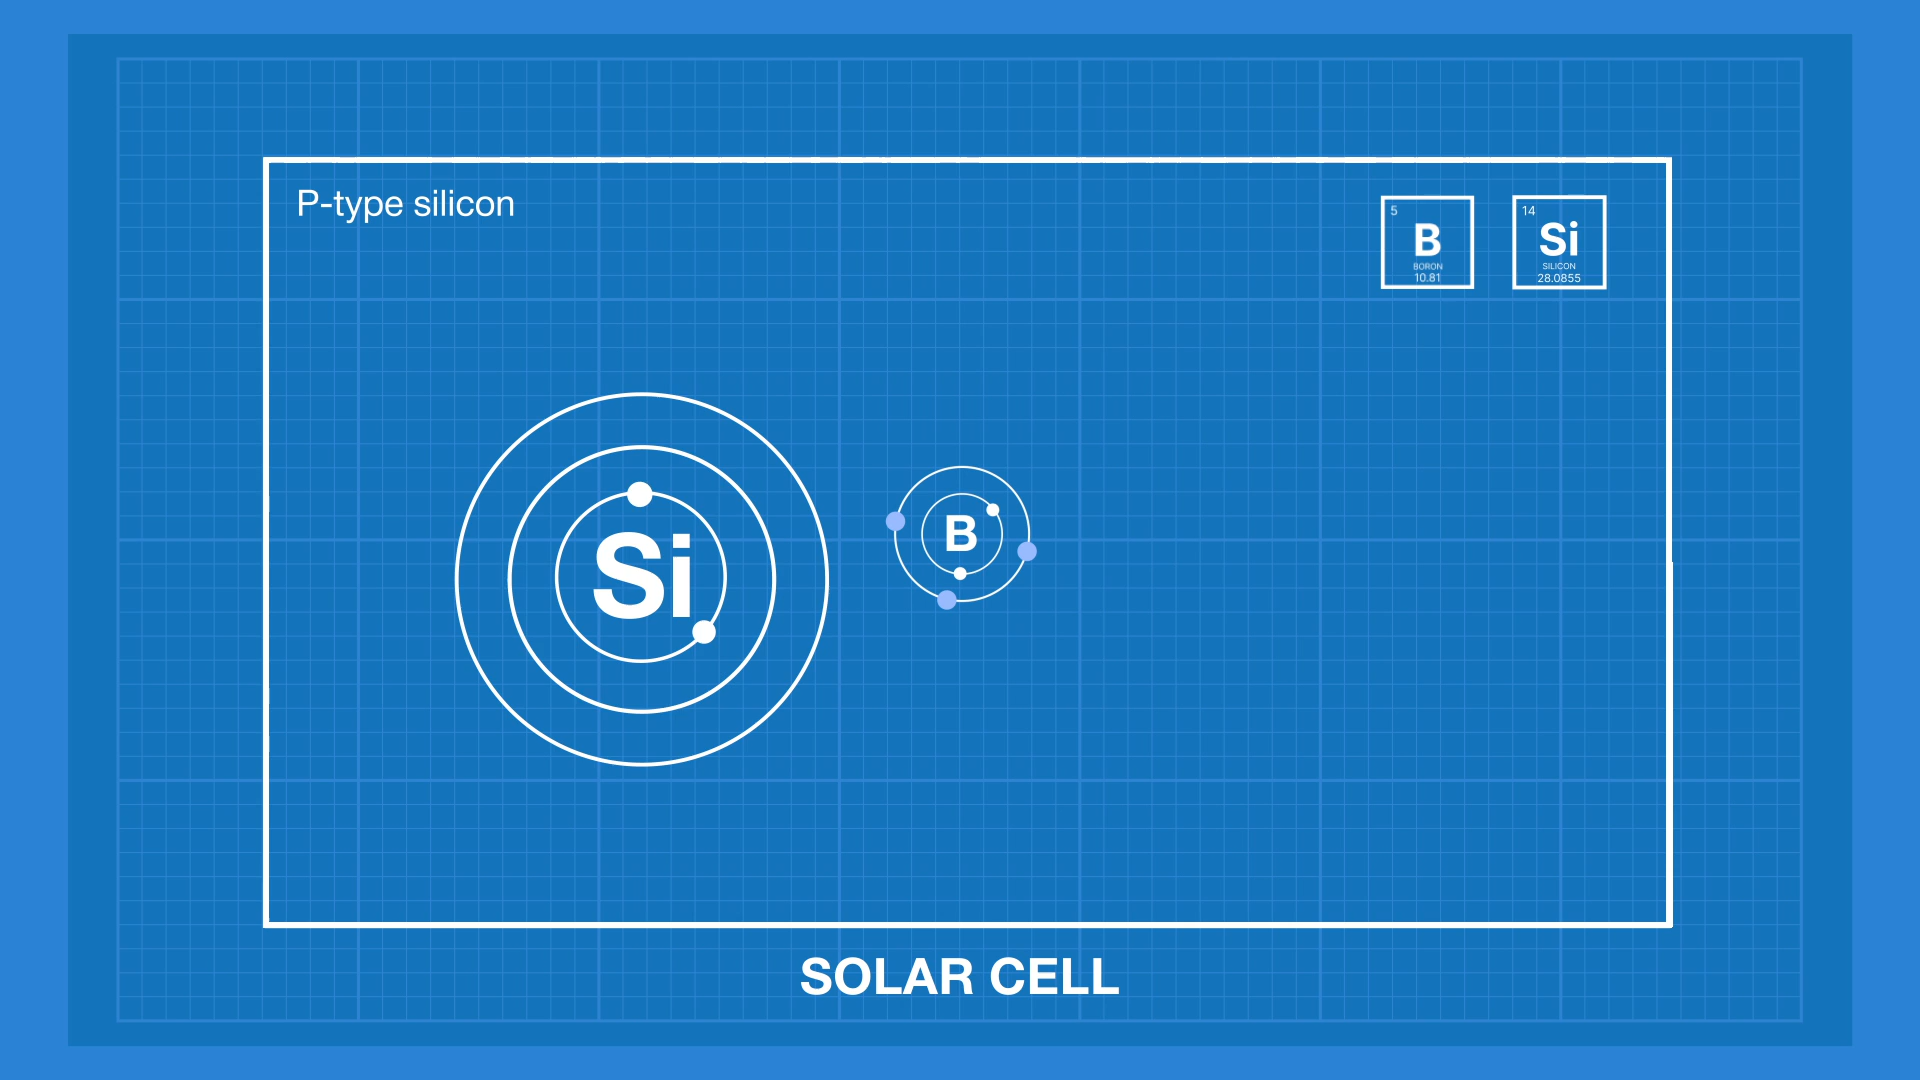 P-type silicon
5
B
BORON
10.81
14
Si
SILICON
28.0855
Si
B
SOLAR CELL